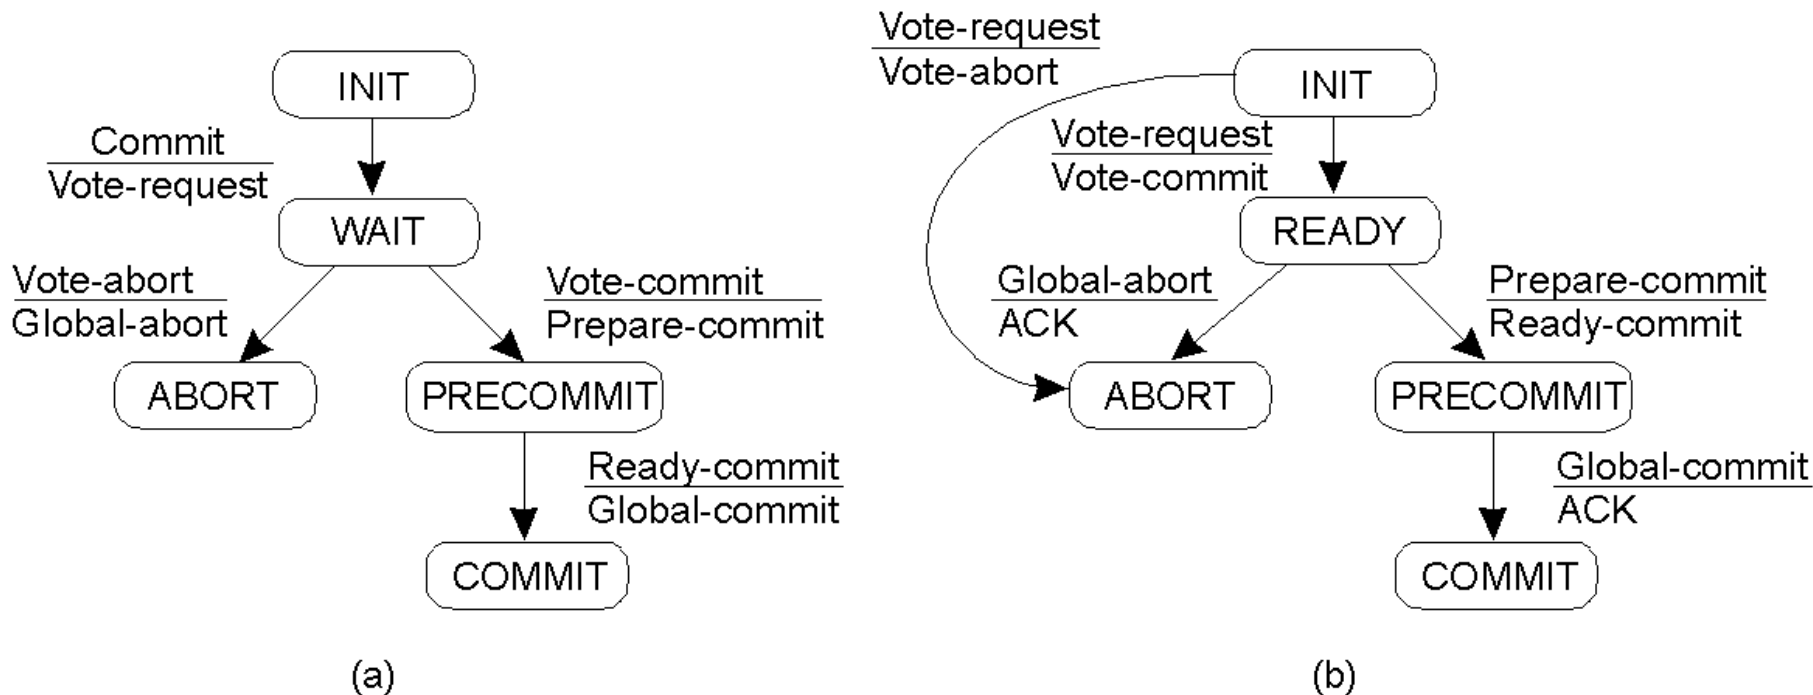 INIT
Commit
Vote-request
WAIT
Vote-abort
Global-abort
Vote-commit
Prepare-commit
ABORT
PRECOMMIT
Ready-commit
Global-commit
COMMIT
(a)
Vote-request
Vote-abort
INIT
Vote-request
Vote-commit
READY
Global-abort
ACK
Prepare-commit
Ready-commit
ABORT
PRECOMMIT
Global-commit
ACK
COMMIT
(b)